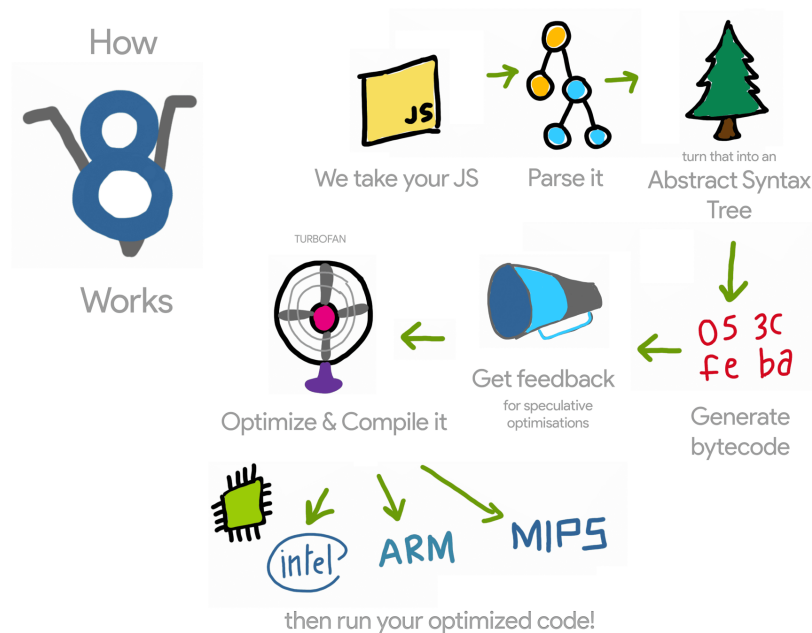 How
8
Works
JS
We take your JS
Parse it
turn that into an
Abstract Syntax
Tree
TURBOFAN
05 3c
fe ba
Get feedback
for speculative
optimisations
Optimize & Compile it
Generate
bytecode
intel
ARM
MIPS
then run your optimized code!